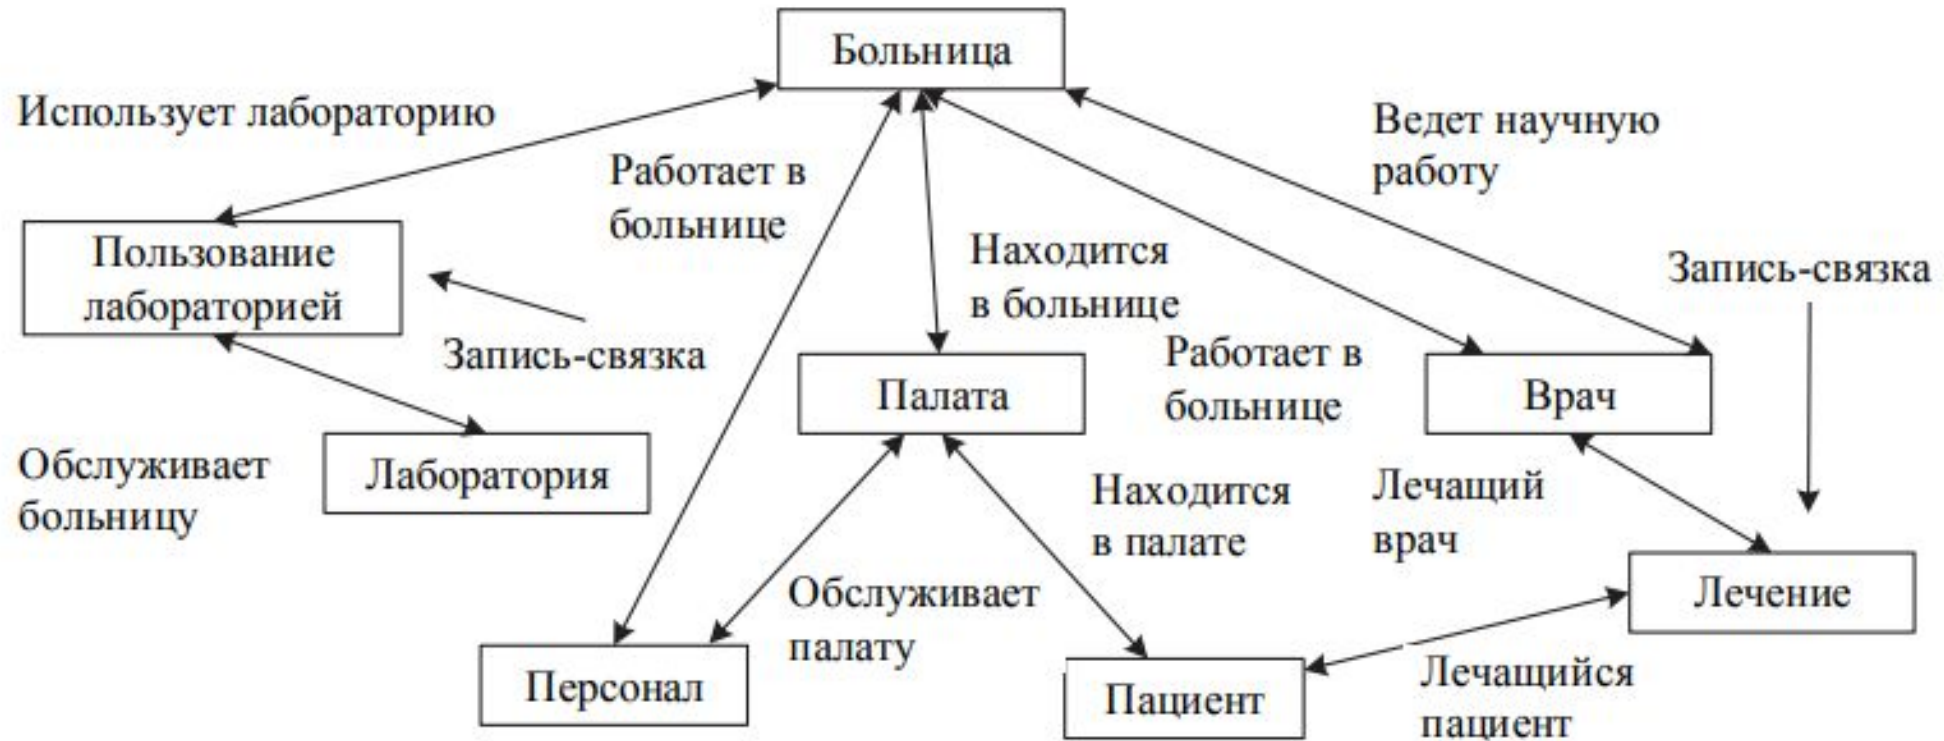 Больница
Использует лабораторию
Ведет научную
работу
Работает в
больнице
Пользование
лабораторией
Находится
в больнице
Запись-связка
Запись-связка
Работает в
больнице
Палата
Врач
Обслуживает
больницу
Лаборатория
Находится
в палате
Лечащий
врач
Обслуживает
палату
Лечение
Персонал
Пациент
Лечащийся
пациент